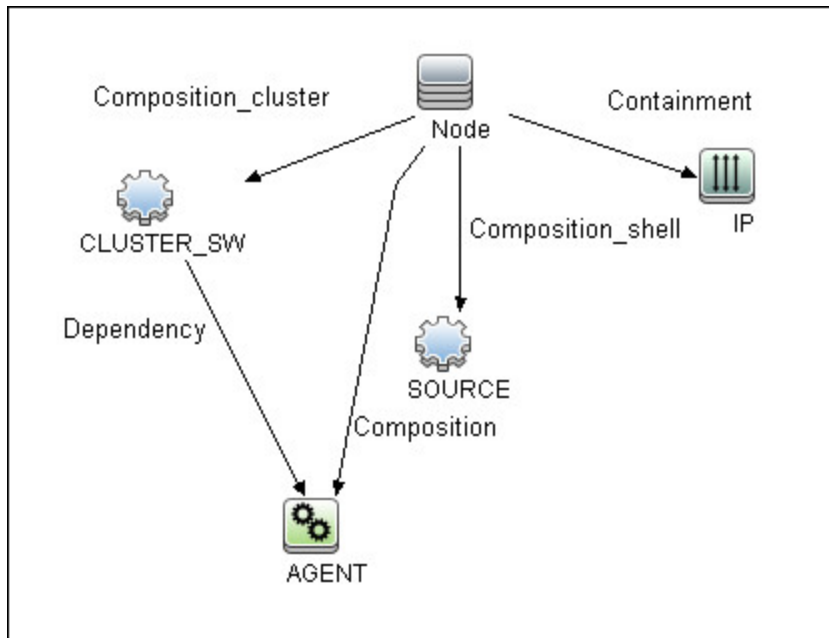 Composition_cluster
Containment
Node
IP
CLUSTER_SW
Composition_shell
Dependency
SOURCE
Composition
AGENT